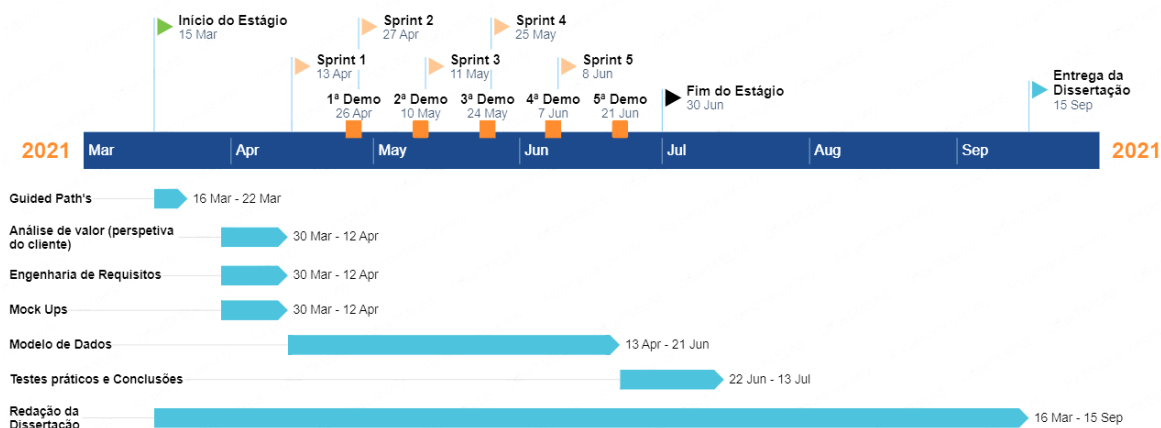 Início do Estágio
15 Mar
Sprint 2
27 Apr
Sprint 4
25 May
Sprint 1
13 Apr
Sprint 3
11 May
Sprint 5
8 Jun
Entrega da
Dissertação
15 Sep
Fim do Estágio
30 Jun
1ª Demo
26 Apr
2ª Demo
10 May
3ª Demo
24 May
4ª Demo
7 Jun
5ª Demo
21 Jun
2021 Mar Apr May Jun Jul Aug Sep 2021
Guided Path's 16 Mar - 22 Mar
Análise de valor (perspetiva
do cliente) 30 Mar - 12 Apr
Engenharia de Requisitos 30 Mar - 12 Apr
Mock Ups 30 Mar - 12 Apr
Modelo de Dados 13 Apr - 21 Jun
Testes práticos e Conclusões 22 Jun - 13 Jul
Redação da
Dissertação 16 Mar - 15 Sep